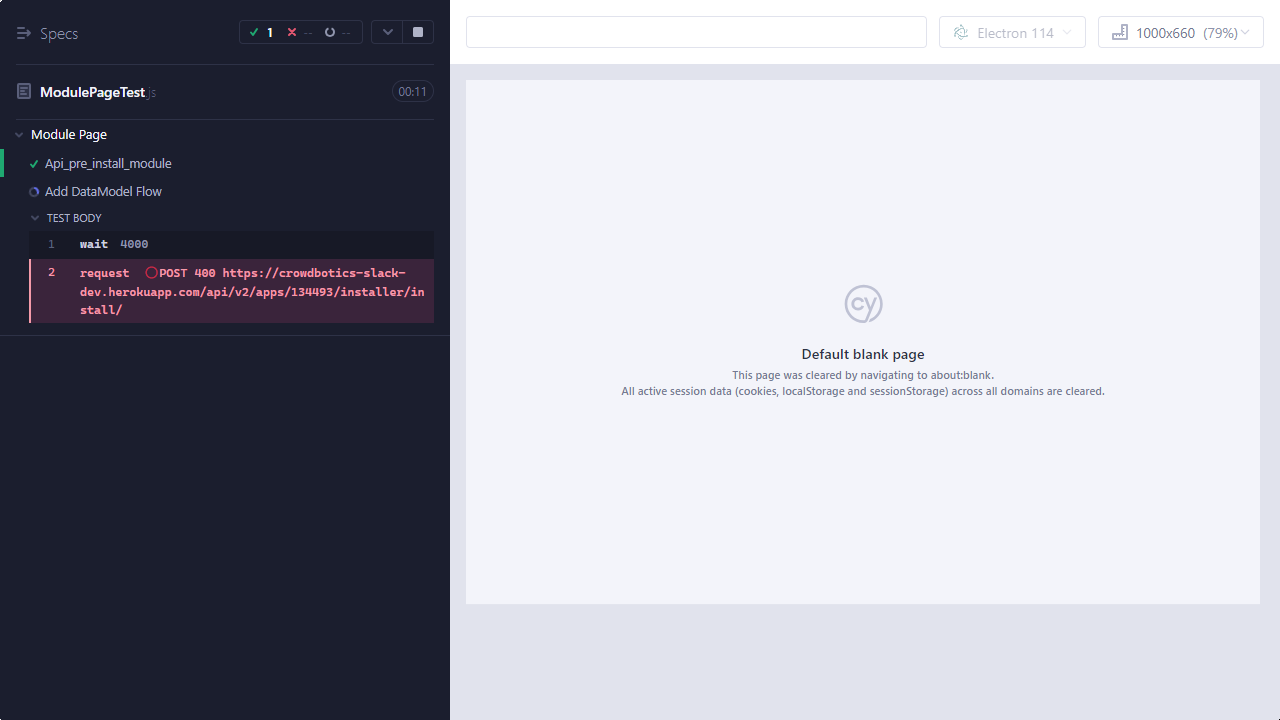 Specs
1
--
--
Electron 114
1000x660 (79%)
ModulePageTest.js
00:11
Module Page
Api_pre_install_module
Add DataModel Flow
TEST BODY
1 wait 4000
2 request POST 400 https://crowdbotics-slack-
dev.herokuapp.com/api/v2/apps/134493/installer/in
stall/
cy
Default blank page
This page was cleared by navigating to about:blank.
All active session data (cookies, localStorage and sessionStorage) across all domains are cleared.